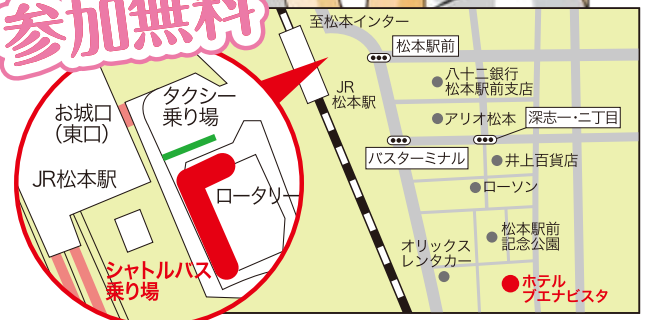 参加無料
至松本インター
松本駅前
八十二銀行
松本駅前支店
JR
松本駅
アリオ松本
深志一・二丁目
バスターミナル
井上百貨店
ローソン
松本駅前
記念公園
オリックス
レンタカー
ホテル
ブエナビスタ
タクシー
乗り場
お城口
（東口）
JR松本駅
ロータリー
シャトルバス
乗り場